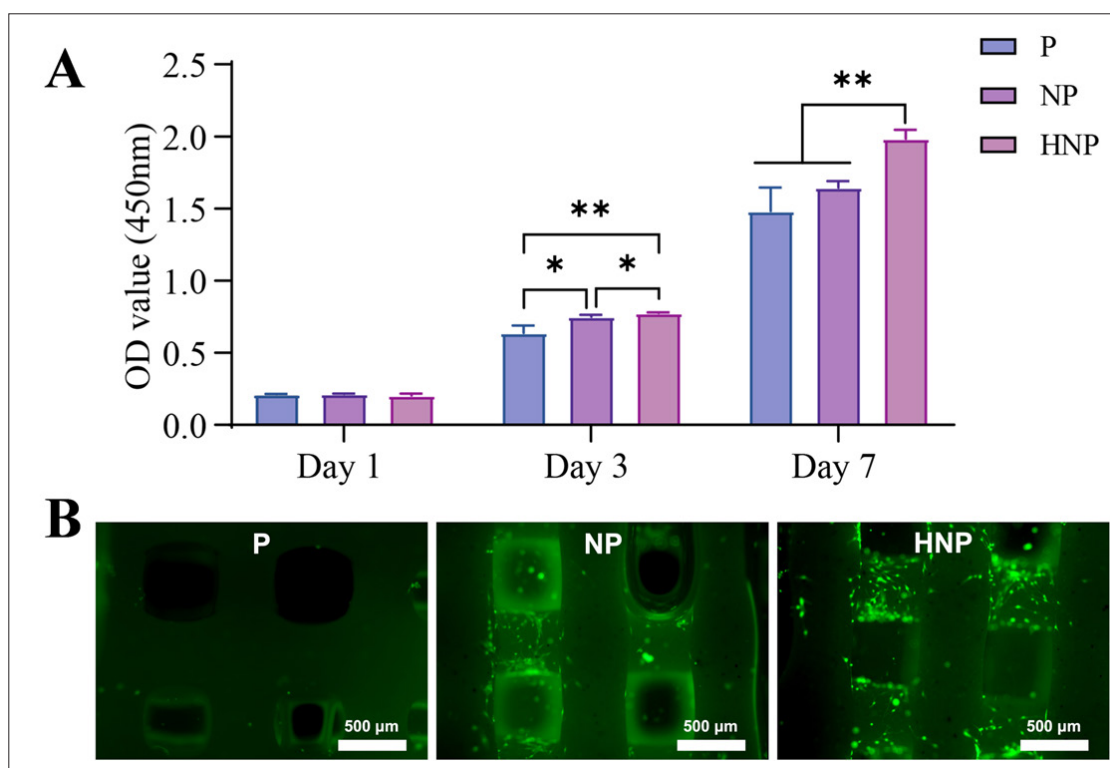 A
2.5
2.0
1.5
1.0
0.5
0.0
OD value (450nm)
**
**
*
*
Day 1
Day 3
Day 7
P
NP
HNP
B
P
NP
HNP
500 μm
500 μm
500 μm